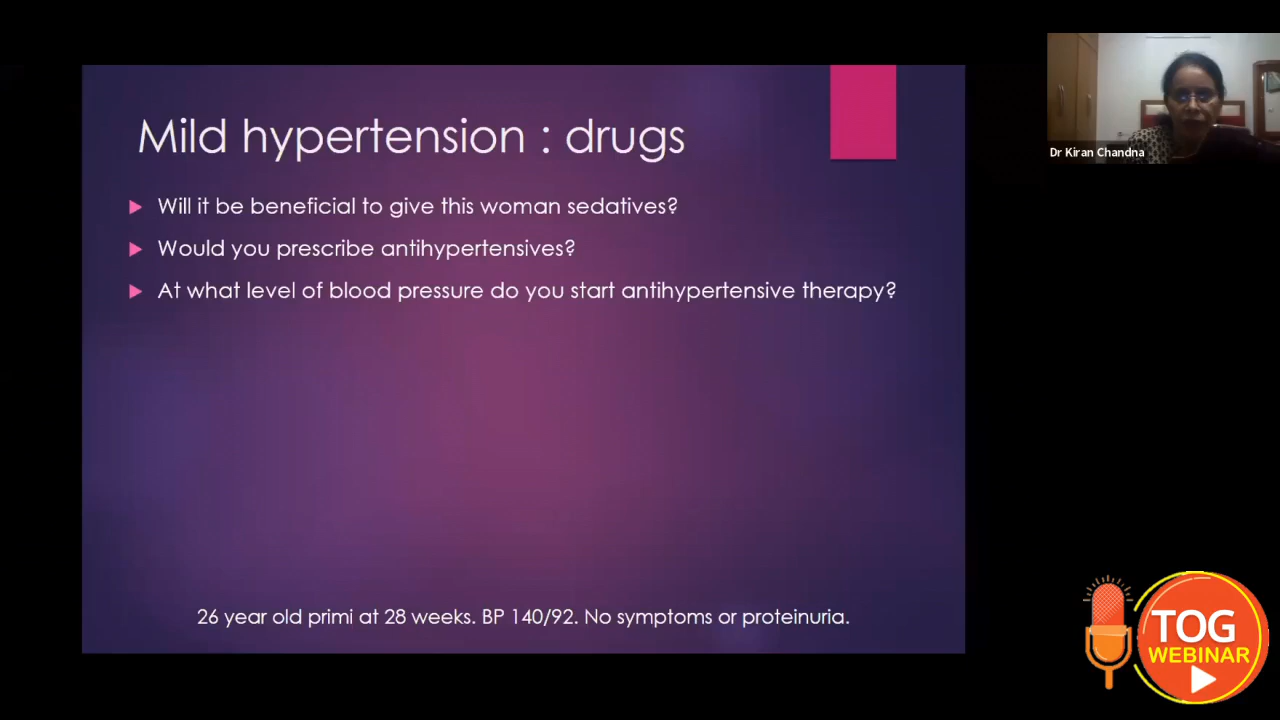 Mild hypertension : drugs
Will it be beneficial to give this woman sedatives?
Would you prescribe antihypertensives?
At what level of blood pressure do you start antihypertensive therapy?
26 year old primi at 28 weeks. BP 140/92. No symptoms or proteinuria.
Dr Kiran Chandna
TOG
WEBINAR